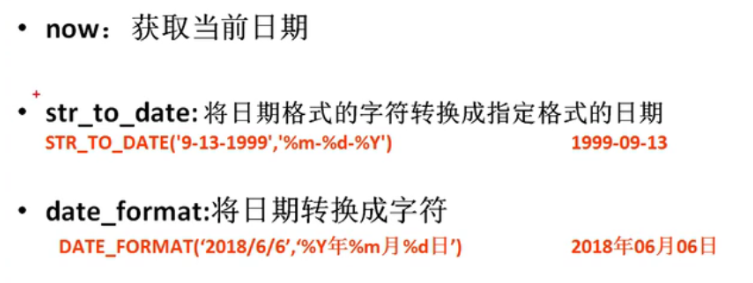 • now：获取当前日期
• str_to_date: 将日期格式的字符转换成指定格式的日期
STR_TO_DATE('9-13-1999','%m-%d-%Y') 1999-09-13
• date_format:将日期转换成字符
DATE_FORMAT(‘2018/6/6’,‘%Y年%m月%d日’) 2018年06月06日